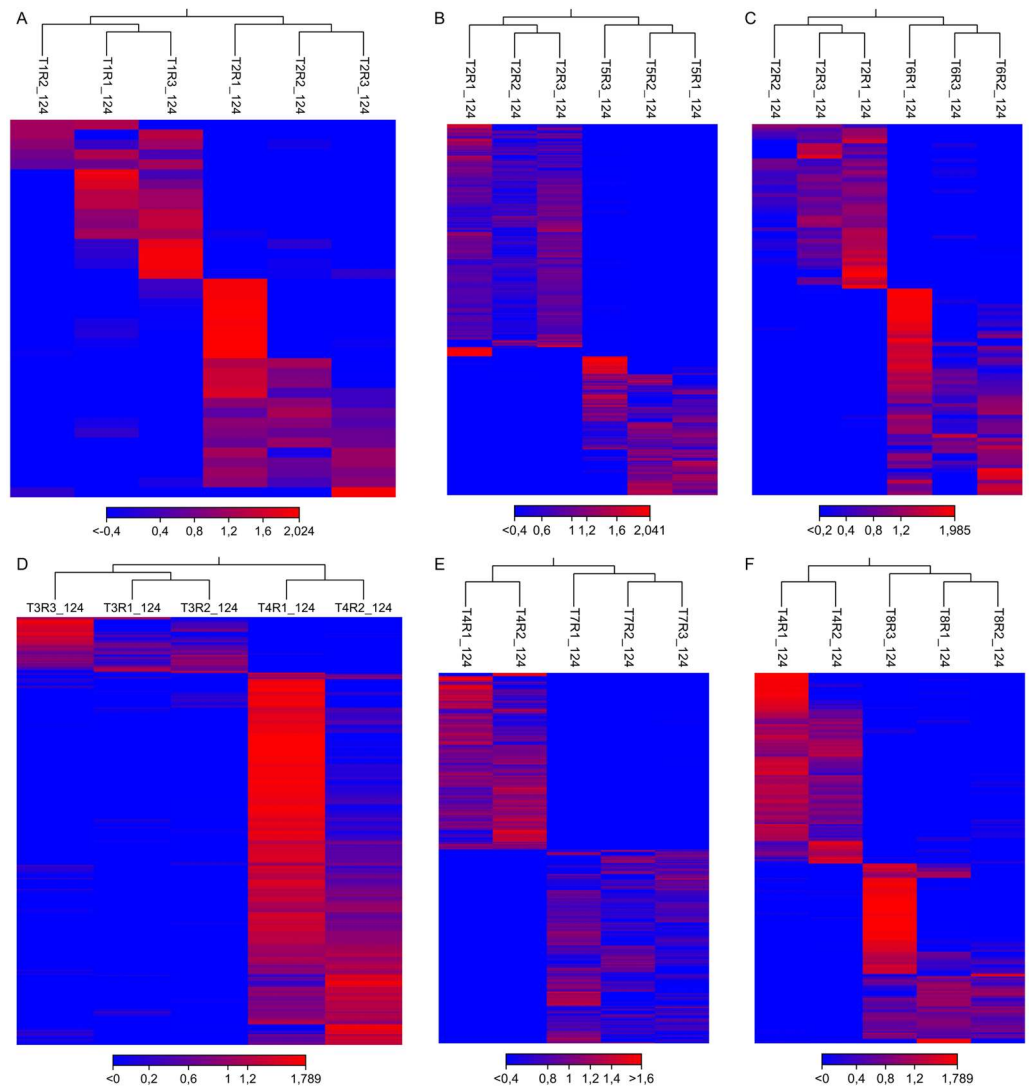 A
T1R2_124
T1R1_124
T1R3_124
T2R1_124
T2R2_124
T2R3_124
<-0,4 0,4 0,8 1,2 1,6 2,024
B
T2R1_124
T2R2_124
T2R3_124
T5R3_124
T5R2_124
T5R1_124
<0,4 0,6 1 1,2 1,6 2,041
C
T2R2_124
T2R3_124
T2R1_124
T6R1_124
T6R3_124
T6R2_124
<0,2 0,4 0,8 1,2 1,985
D
T3R3_124 T3R1_124 T3R2_124 T4R1_124 T4R2_124
<0 0,2 0,6 1 1,2 1,789
E
T4R1_124
T4R2_124
T7R1_124
T7R2_124
T7R3_124
<0,4 0,8 1 1,2 1,4 >1,6
F
T4R1_124
T4R2_124
T8R3_124
T8R1_124
T8R2_124
<0 0,4 0,8 1,2 1,789